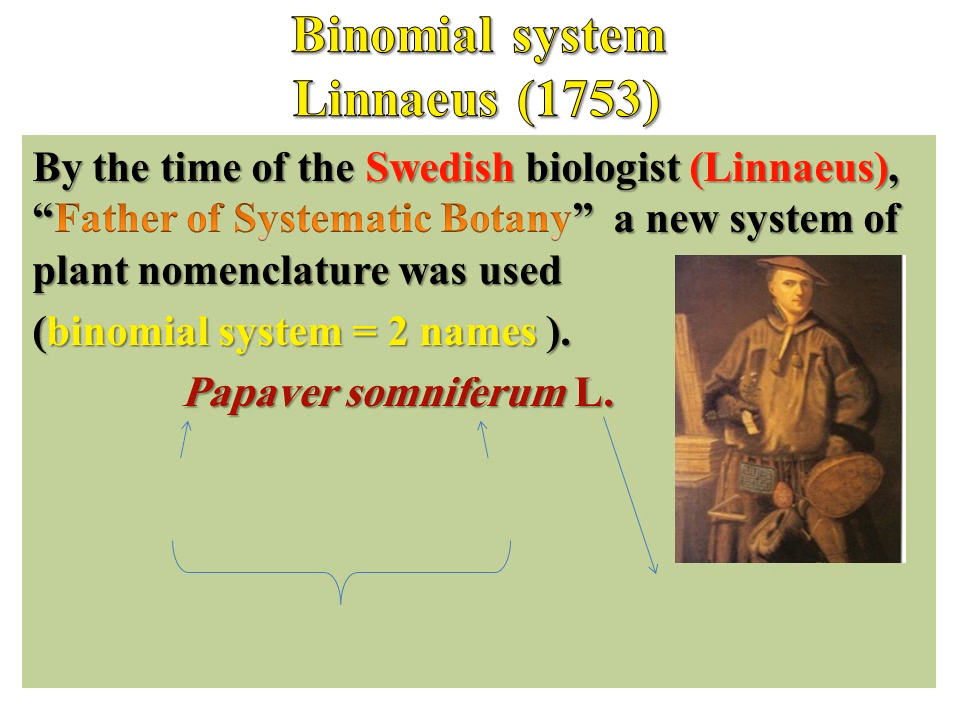 Binomial system
Linnaeus (1753)
By the time of the Swedish biologist (Linnaeus),
“Father of Systematic Botany” a new system of
plant nomenclature was used
(binomial system = 2 names ).
Papaver somniferum L.